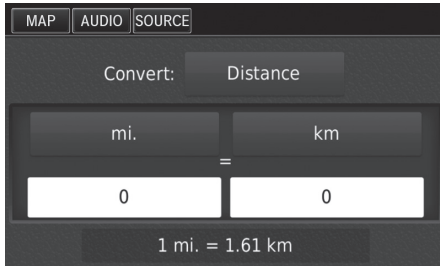 MAP AUDIO SOURCE
Convert: Distance
mi. km
=
0 0
1 mi. = 1.61 km